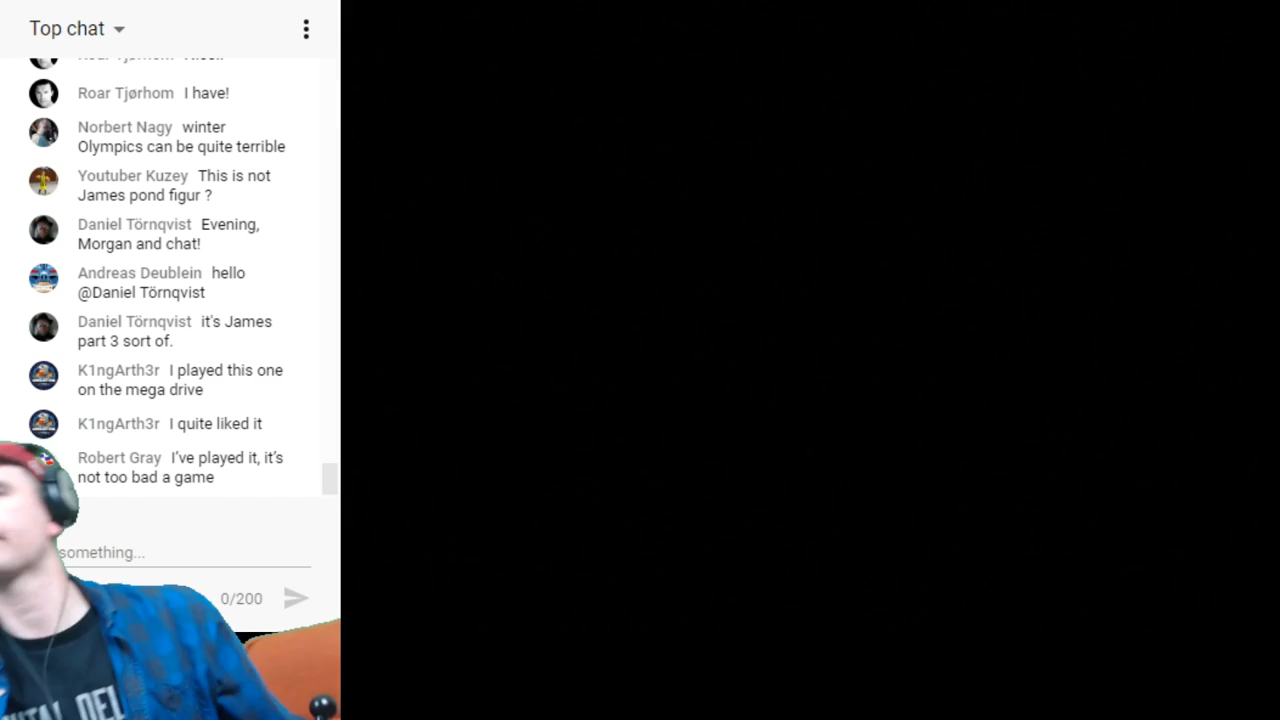 Top chat
Roar Tjørhom I have!
Norbert Nagy winter
Olympics can be quite terrible
Youtuber Kuzey This is not
James pond figur ?
Daniel Törnqvist Evening,
Morgan and chat!
Andreas Deublein hello
@Daniel Törnqvist
Daniel Törnqvist it's James
part 3 sort of.
K1ngArth3r I played this one
on the mega drive
K1ngArth3r I quite liked it
Robert Gray I’ve played it, it’s
not too bad a game
something...
0/200